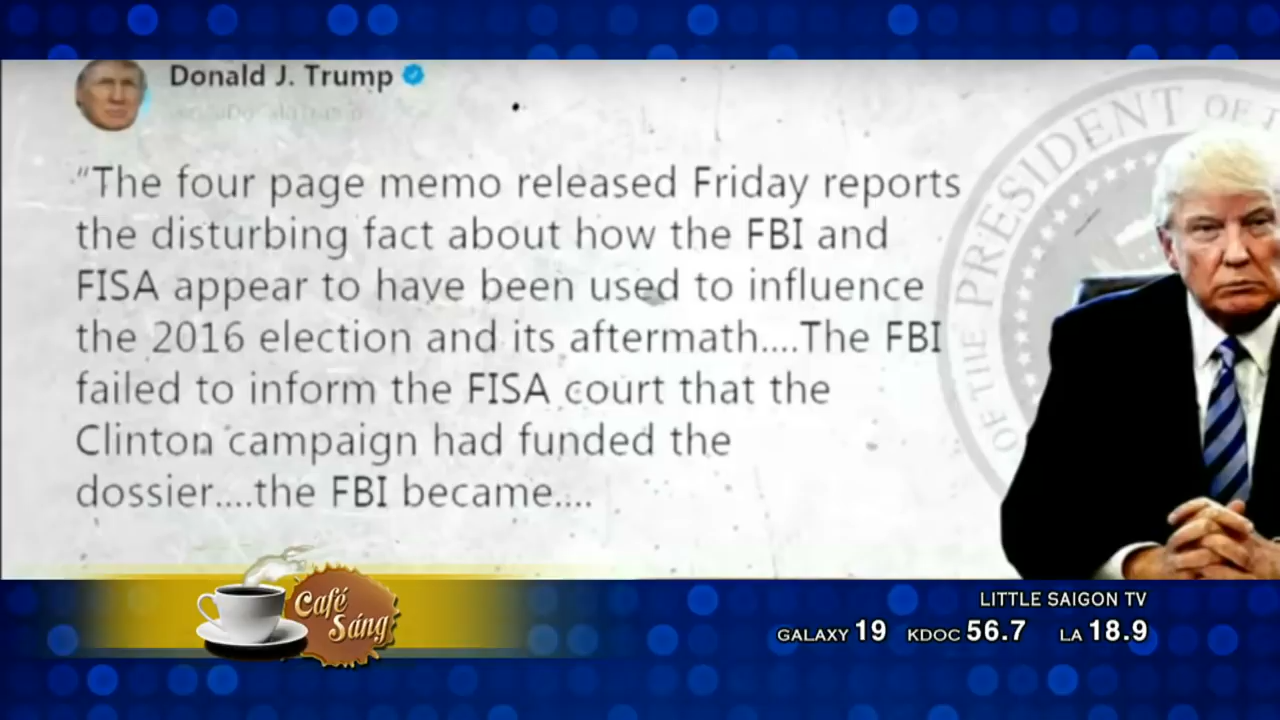 Donald J. Trump
"The four page memo released Friday reports
the disturbing fact about how the FBI and
FISA appear to have been used to influence
the 2016 election and its aftermath....The FBI
failed to inform the FISA court that the
Clinton campaign had funded the
dossier....the FBI became....
PRESIDENT OF T
OF THE
Café
Sáng
LITTLE SAIGON TV
GALAXY 19 KDOC 56.7 LA 18.9